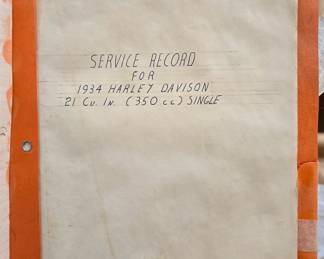 SERVICE RECORD
FOR
1934 HARLEY DAVISON
21 CU. IN. (350 cc) SINGLE